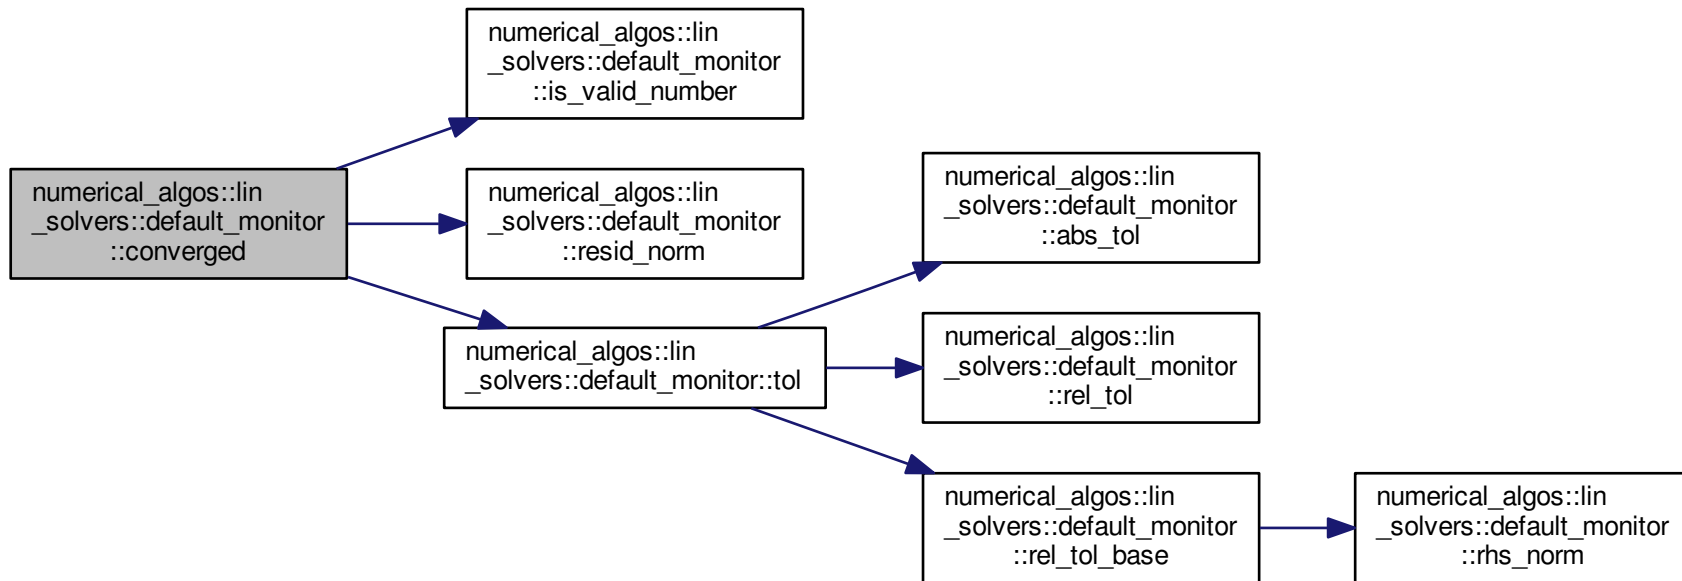 numerical_algos::lin
_solvers::default_monitor
::is_valid_number
numerical_algos::lin
_solvers::default_monitor
::converged
numerical_algos::lin
_solvers::default_monitor
::resid_norm
numerical_algos::lin
_solvers::default_monitor::tol
numerical_algos::lin
_solvers::default_monitor
::abs_tol
numerical_algos::lin
_solvers::default_monitor
::rel_tol
numerical_algos::lin
_solvers::default_monitor
::rel_tol_base
numerical_algos::lin
_solvers::default_monitor
::rhs_norm